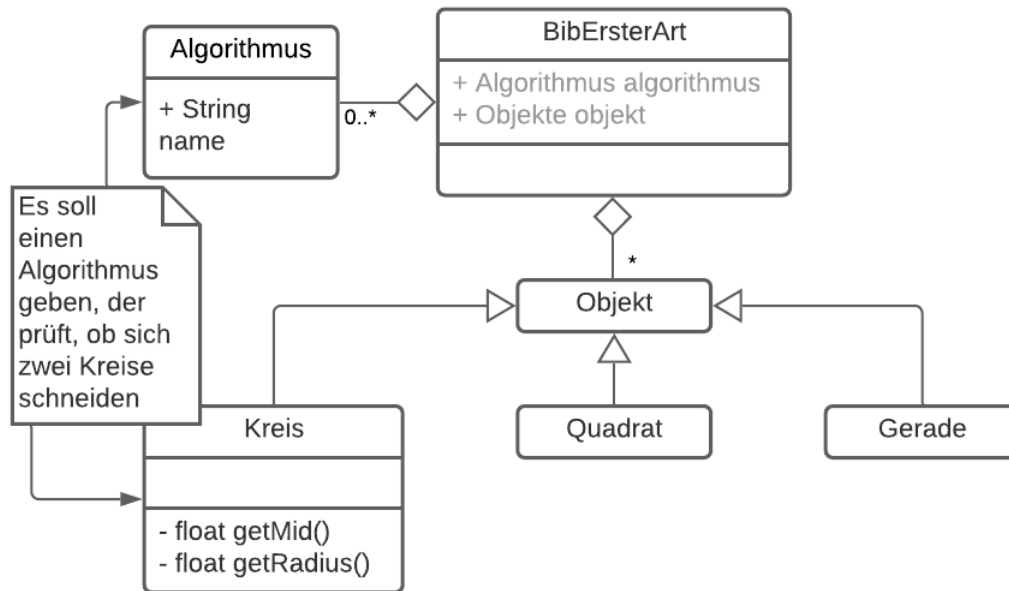 Algorithmus
+ String
name
BibErsterArt
+ Algorithmus algorithmus
+ Objekte objekt
0..*
*
Es soll
einen
Algorithmus
geben, der
prüft, ob sich
zwei Kreise
schneiden
Objekt
Kreis
- float getMid()
- float getRadius()
Quadrat
Gerade